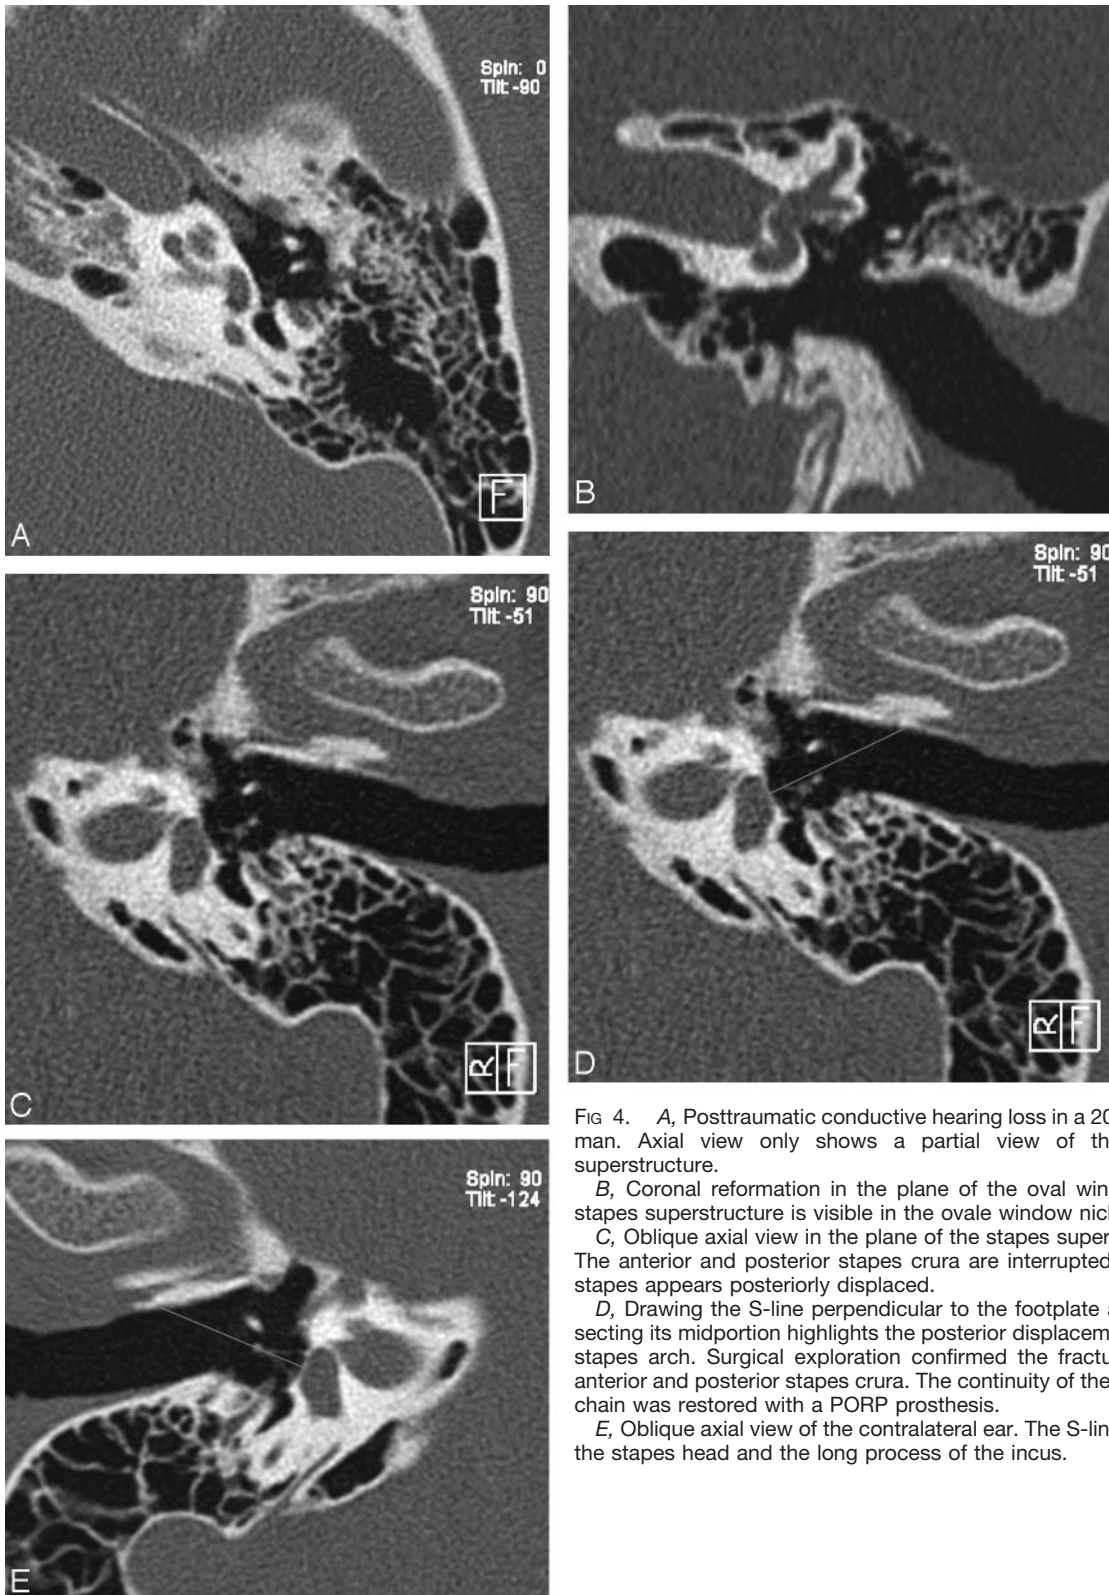 Spin: 0
Tilt -90
F
A
B
Spin: 90
Tilt -51
R F
C
Spin: 90
Tilt -51
R F
D
Spin: 90
Tilt -124
E
FIG 4. A, Posttraumatic conductive hearing loss in a 20
man. Axial view only shows a partial view of th
superstructure.
B, Coronal reformation in the plane of the oval win
stapes superstructure is visible in the ovale window nich
C, Oblique axial view in the plane of the stapes super
The anterior and posterior stapes crura are interrupted
stapes appears posteriorly displaced.
D, Drawing the S-line perpendicular to the footplate a
secting its midportion highlights the posterior displacem
stapes arch. Surgical exploration confirmed the fractu
anterior and posterior stapes crura. The continuity of the
chain was restored with a PORP prosthesis.
E, Oblique axial view of the contralateral ear. The S-lin
the stapes head and the long process of the incus.